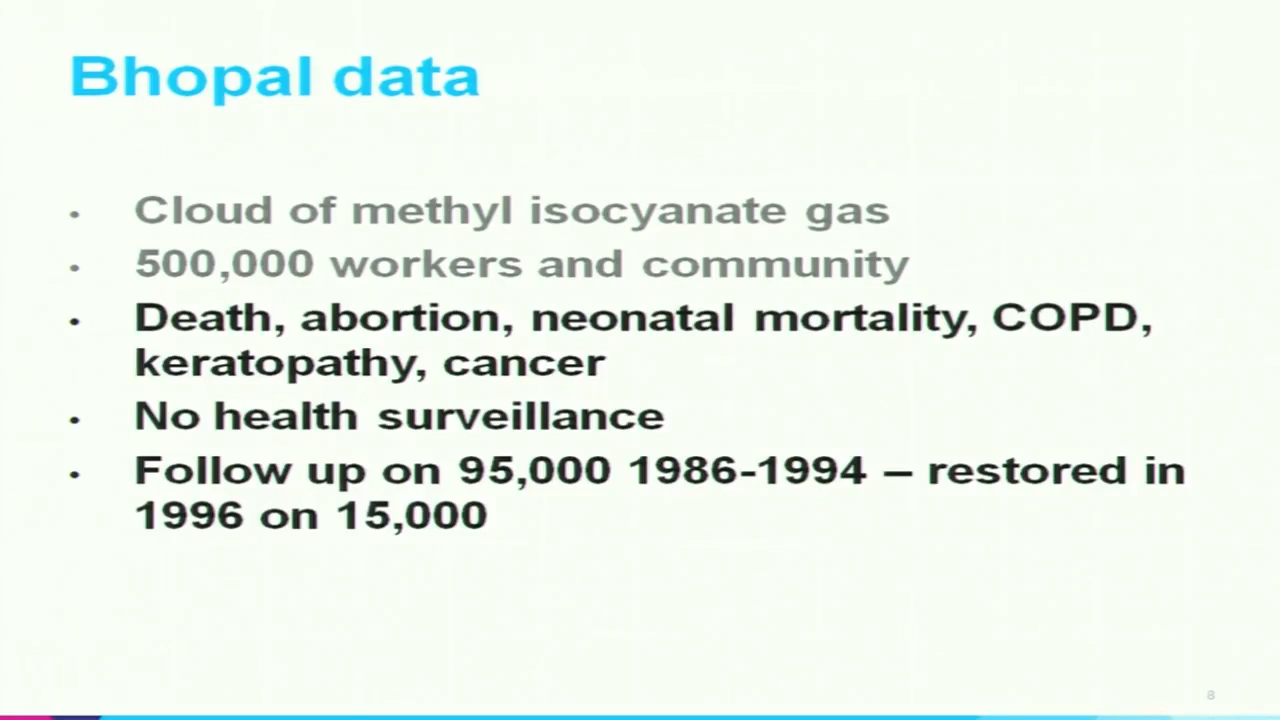 Bhopal data
• Cloud of methyl isocyanate gas
• 500,000 workers and community
• Death, abortion, neonatal mortality, COPD,
keratopathy, cancer
• No health surveillance
• Follow up on 95,000 1986-1994 – restored in
1996 on 15,000
8